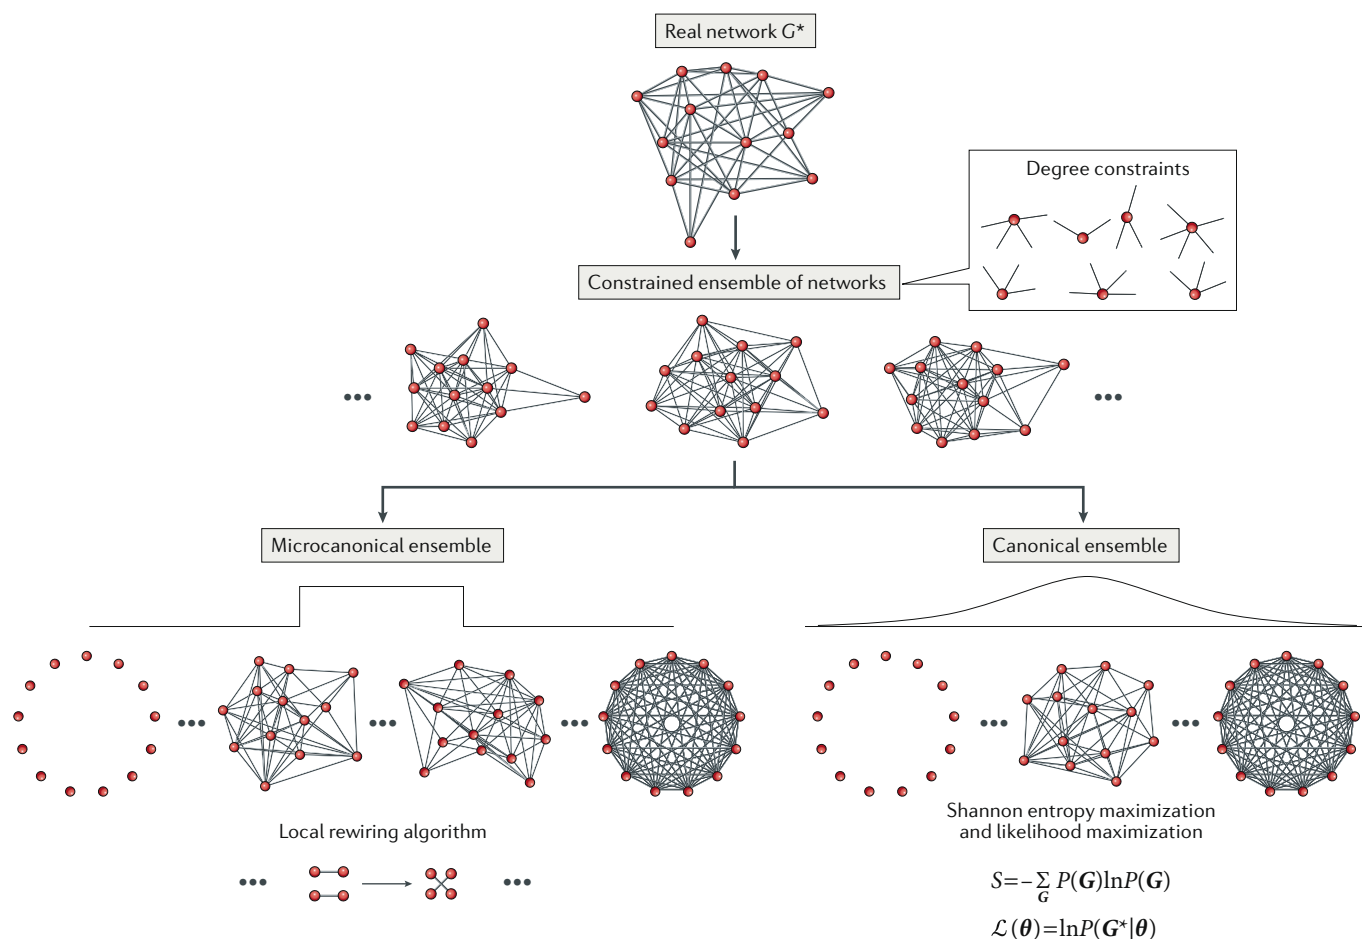 Real network G*
Degree constraints
Constrained ensemble of networks
Microcanonical ensemble
Canonical ensemble
Local rewiring algorithm
Shannon entropy maximization
and likelihood maximization
S=−∑_G P(G)lnP(G)
ℒ(θ)=lnP(G*|θ)